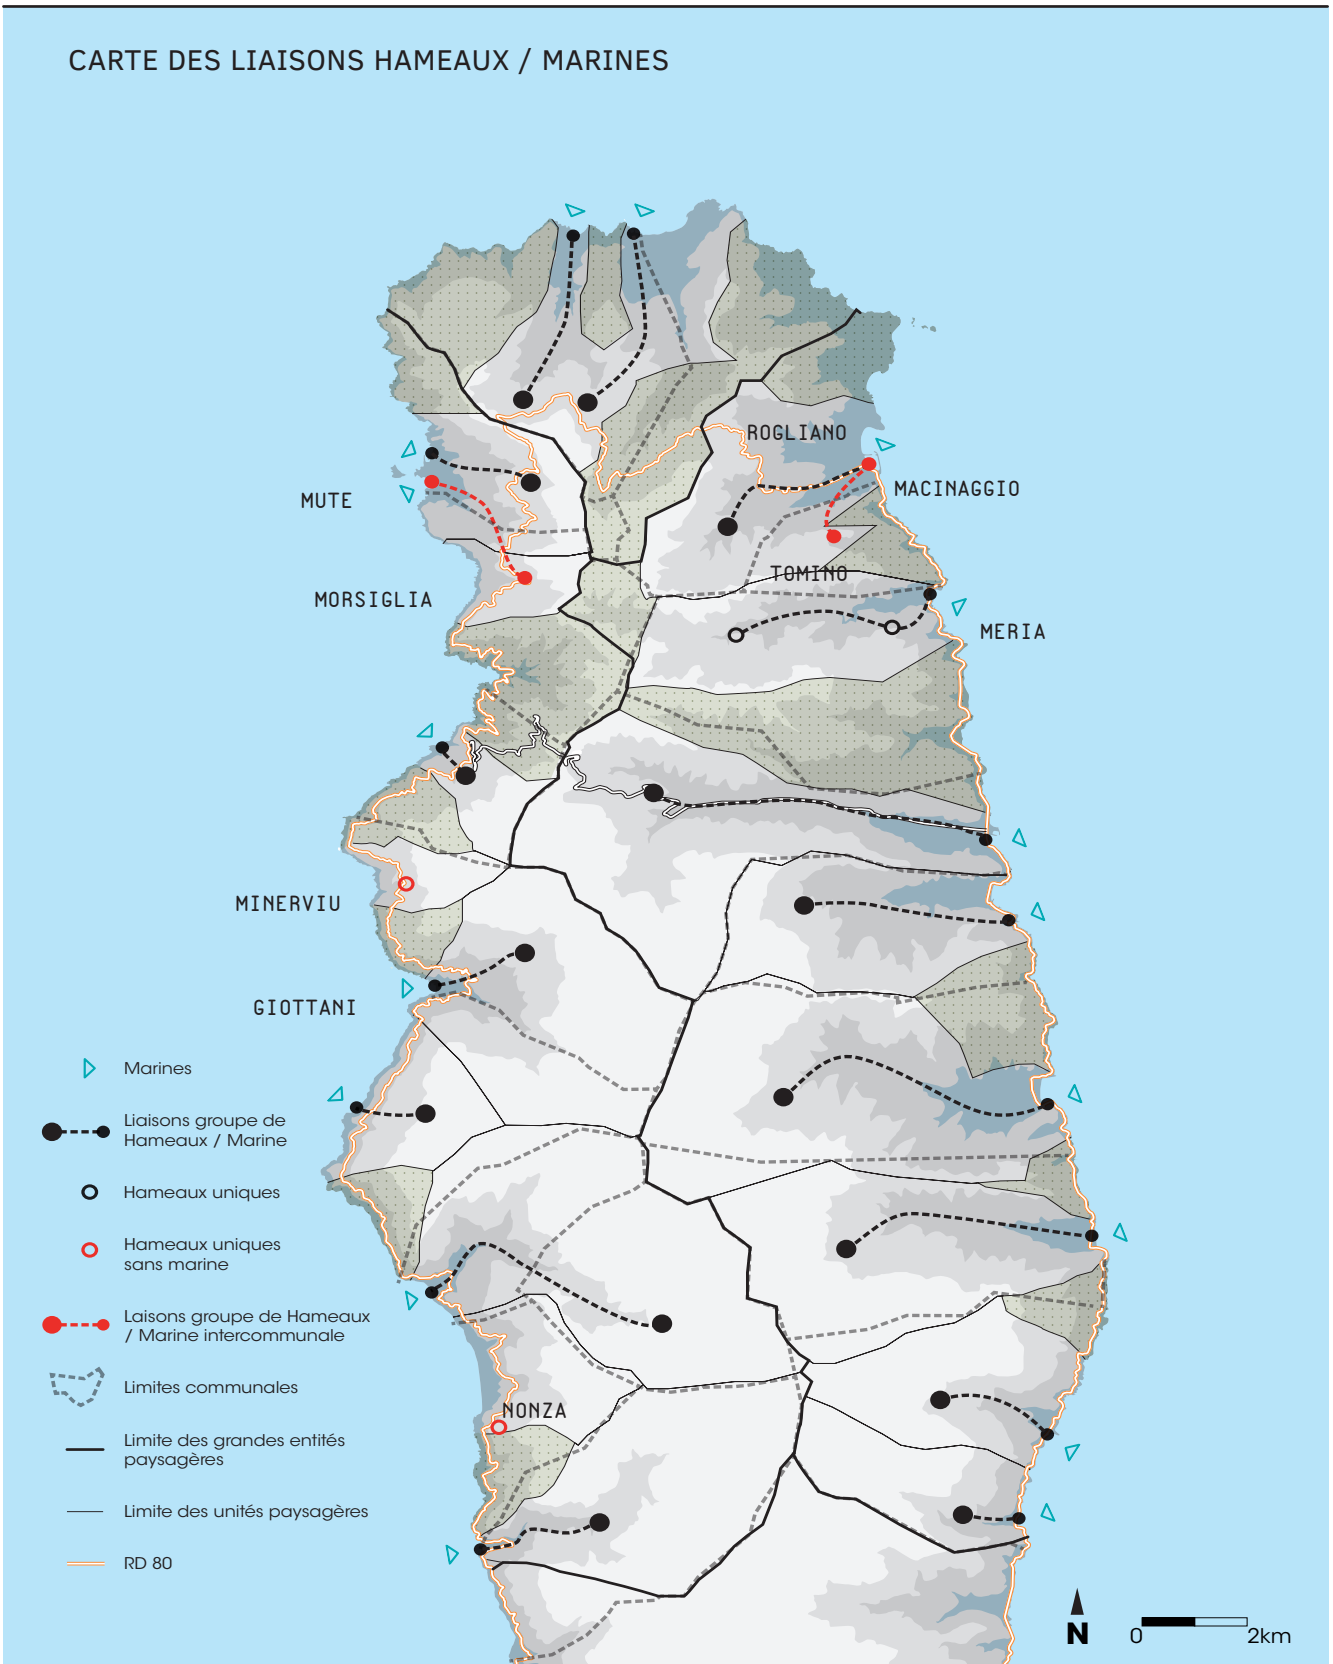 CARTE DES LIAISONS HAMEAUX / MARINES
ROGLIANO
MACINAGGIO
MUTE
TOMINO
MORSIGLIA
MERIA
MINERVIU
GIOTTANI
NONZA
Marines
Liaisons groupe de
Hameaux / Marine
Hameaux uniques
Hameaux uniques
sans marine
Laisons groupe de Hameaux
/ Marine intercommunale
Limites communales
Limite des grandes entités
paysagères
Limite des unités paysagères
RD 80
N
0 2km